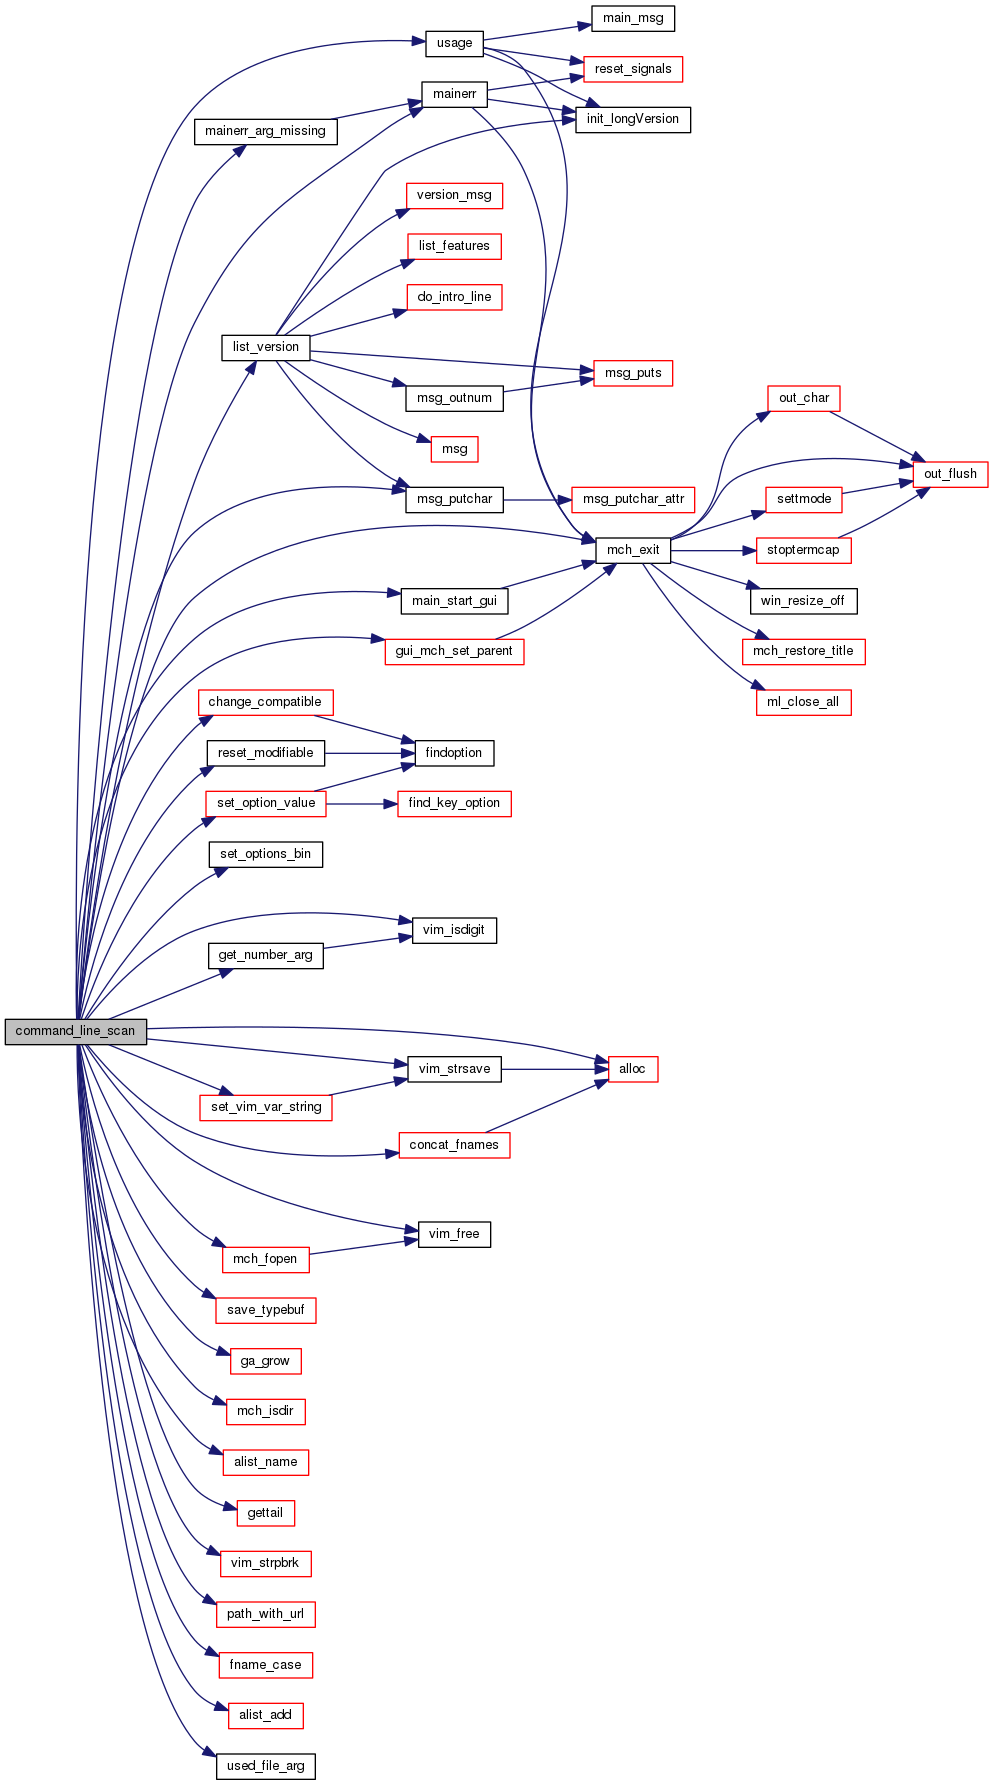 main_msg
usage
reset_signals
mainerr
init_longVersion
mainerr_arg_missing
version_msg
list_features
do_intro_line
list_version
msg_puts
msg_outnum
out_char
msg
out_flush
msg_putchar
msg_putchar_attr
settmode
mch_exit
stoptermcap
main_start_gui
win_resize_off
gui_mch_set_parent
mch_restore_title
change_compatible
ml_close_all
reset_modifiable
findoption
set_option_value
find_key_option
set_options_bin
vim_isdigit
get_number_arg
command_line_scan
vim_strsave
alloc
set_vim_var_string
concat_fnames
vim_free
mch_fopen
save_typebuf
ga_grow
mch_isdir
alist_name
gettail
vim_strpbrk
path_with_url
fname_case
alist_add
used_file_arg